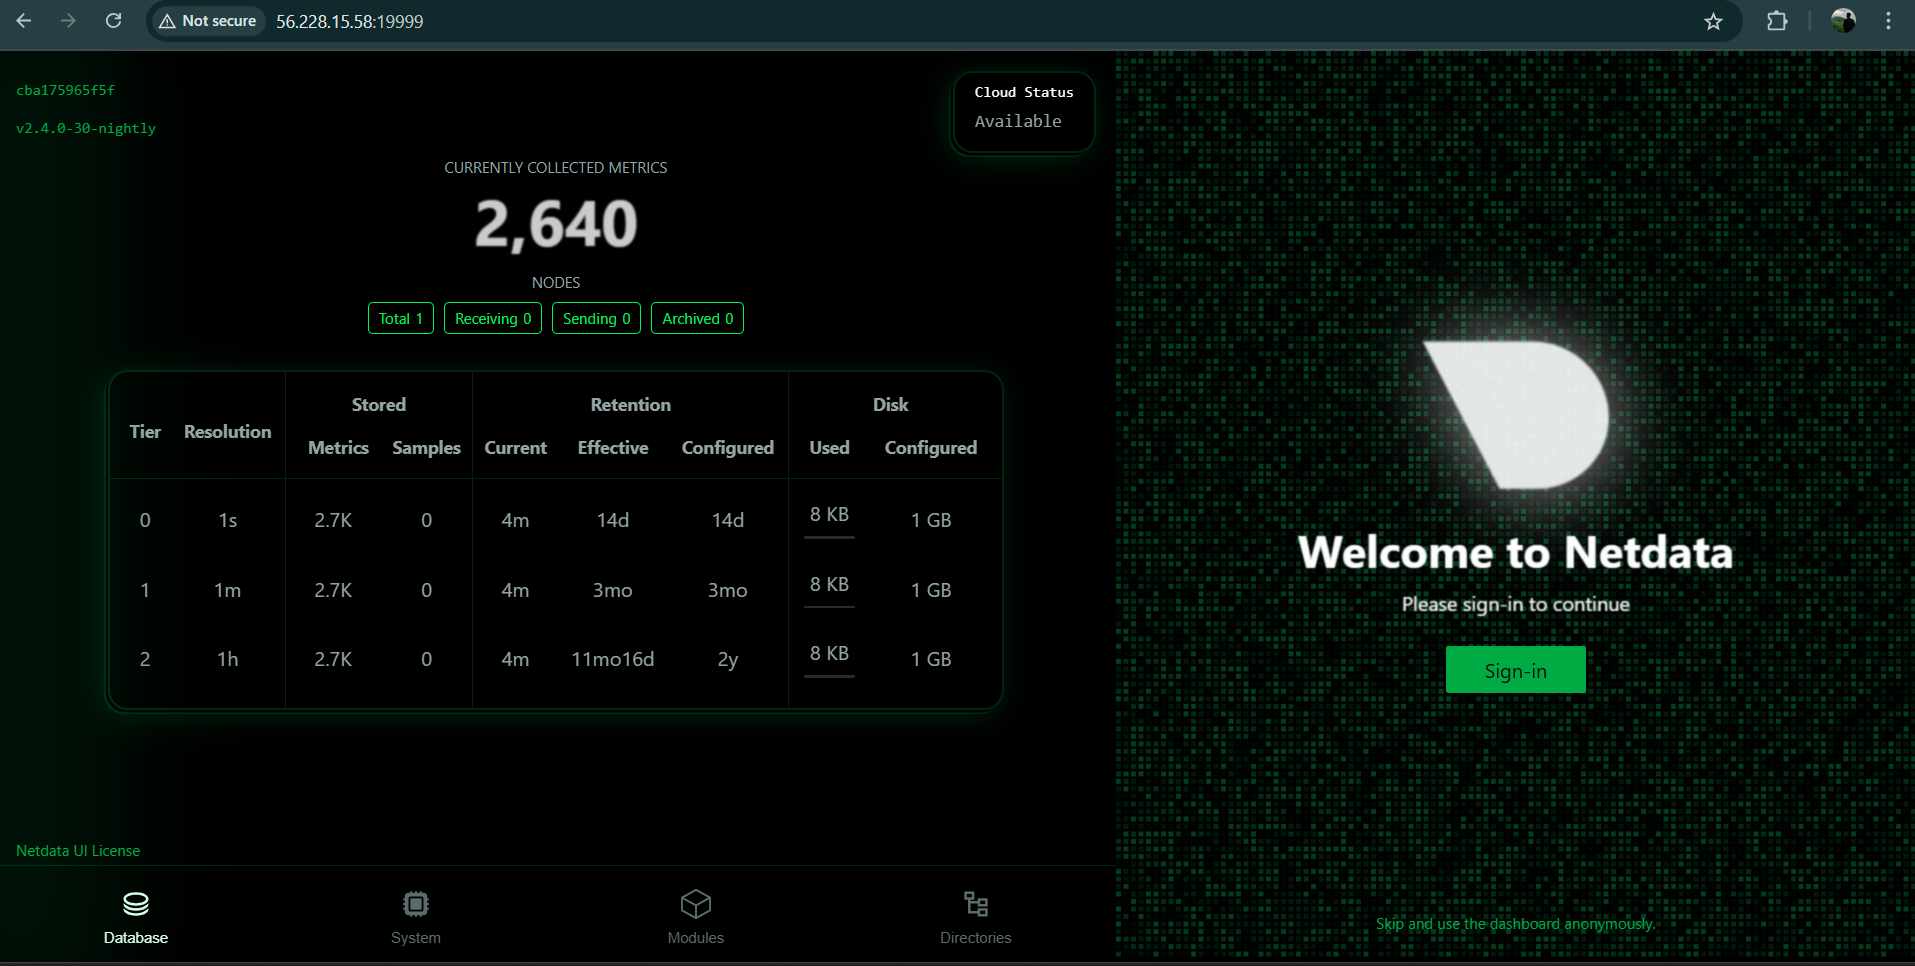 Not secure 56.228.15.58:19999
cba175965f5f
v2.4.0-30-nightly
Cloud Status
Available
CURRENTLY COLLECTED METRICS
2,640
NODES
Total 1 Receiving 0 Sending 0 Archived 0
Stored Retention Disk
Tier Resolution Metrics Samples Current Effective Configured Used Configured
0 1s 2.7K 0 4m 14d 14d 8 KB 1 GB
1 1m 2.7K 0 4m 3mo 3mo 8 KB 1 GB
2 1h 2.7K 0 4m 11mo16d 2y 8 KB 1 GB
Netdata UI License
Database System Modules Directories
Welcome to Netdata
Please sign-in to continue
Sign-in
Skip and use the dashboard anonymously.